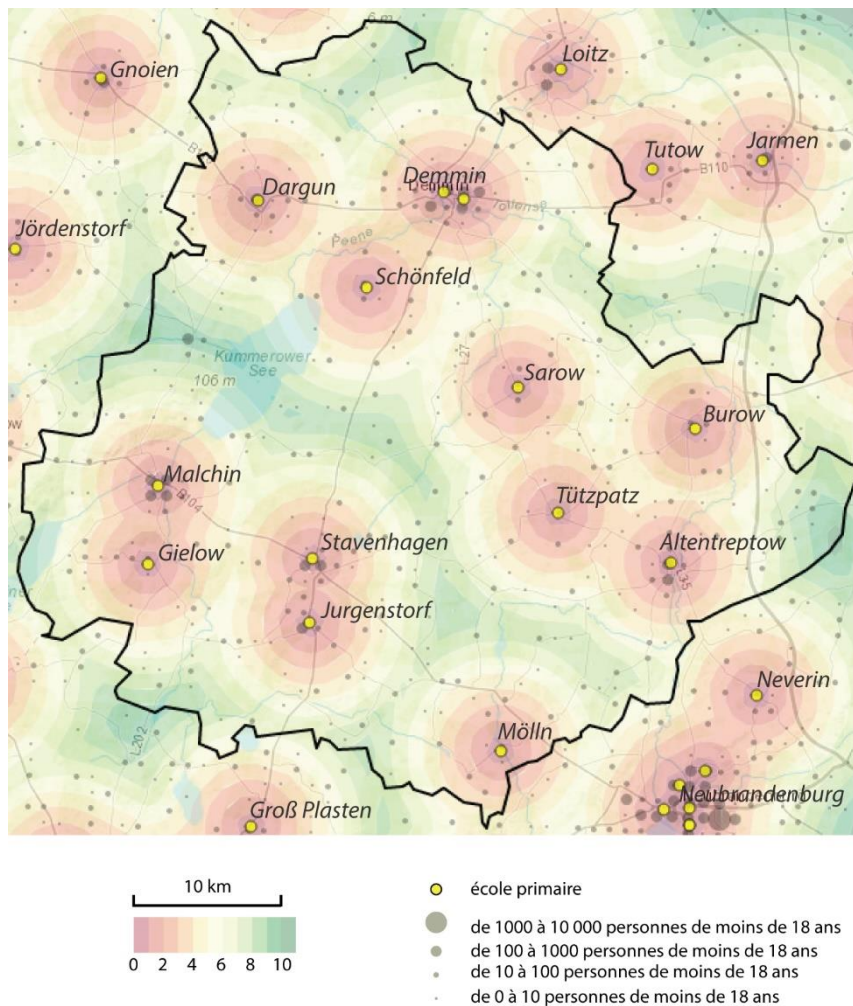 6 m
Loitz
Gnoien
Tutow
Jarmen
B110
Demmin
Demmin
Dargun
Tollense
Jördenstorf
Peene
Schönfeld
Kummerower
See
106 m
L27
Sarow
Burow
Malchin
B104
Tützpatz
Stavenhagen
Altentreptow
Gielow
L35
Jurgenstorf
Neverin
L202
Mölln
Groß Plasten
Neubrandenburg
10 km
0 2 4 6 8 10
école primaire
de 1000 à 10 000 personnes de moins de 18 ans
de 100 à 1000 personnes de moins de 18 ans
de 10 à 100 personnes de moins de 18 ans
de 0 à 10 personnes de moins de 18 ans